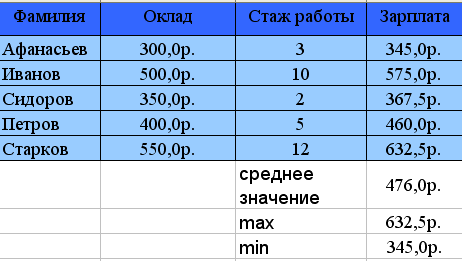 Фамилия Оклад Стаж работы Зарплата
Афанасьев 300,0р. 3 345,0р.
Иванов 500,0р. 10 575,0р.
Сидоров 350,0р. 2 367,5р.
Петров 400,0р. 5 460,0р.
Старков 550,0р. 12 632,5р.
среднее
значение 476,0р.
max 632,5р.
min 345,0р.